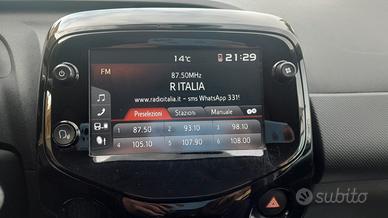 14°C
21:29
FM
87.50MHz
R ITALIA
www.radioitalia.it - sms WhatsApp 331!
Preselezioni Stazioni Manuale
1 87.50 2 93.10 3 98.10
4 105.10 5 107.90 6 108.00
subito